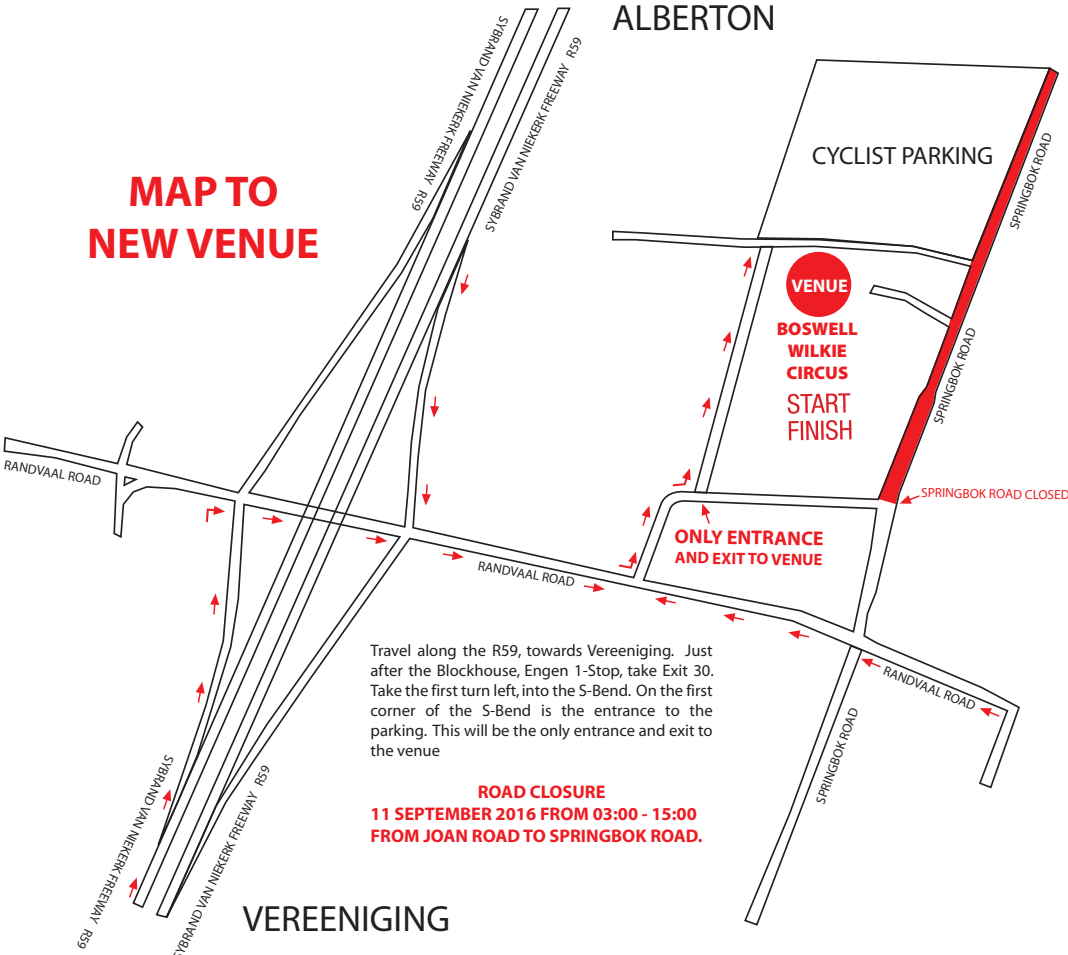 ALBERTON
SYBRAND VAN NIEKERK FREEWAY R59
SYBRAND VAN NIEKERK FREEWAY R59
MAP TO
NEW VENUE
CYCLIST PARKING
SPRINGBOK ROAD
VENUE
BOSWELL
WILKIE
CIRCUS
START
FINISH
SPRINGBOK ROAD
RANDVAAL ROAD
SPRINGBOK ROAD CLOSED
ONLY ENTRANCE
AND EXIT TO VENUE
RANDVAAL ROAD
Travel along the R59, towards Vereeniging. Just
after the Blockhouse, Engen 1-Stop, take Exit 30.
Take the first turn left, into the S-Bend. On the first
corner of the S-Bend is the entrance to the
parking. This will be the only entrance and exit to
the venue
RANDVAAL ROAD
SPRINGBOK ROAD
ROAD CLOSURE
11 SEPTEMBER 2016 FROM 03:00 - 15:00
FROM JOAN ROAD TO SPRINGBOK ROAD.
SYBRAND VAN NIEKERK FREEWAY R59
SYBRAND VAN NIEKERK FREEWAY R59
VEREENIGING